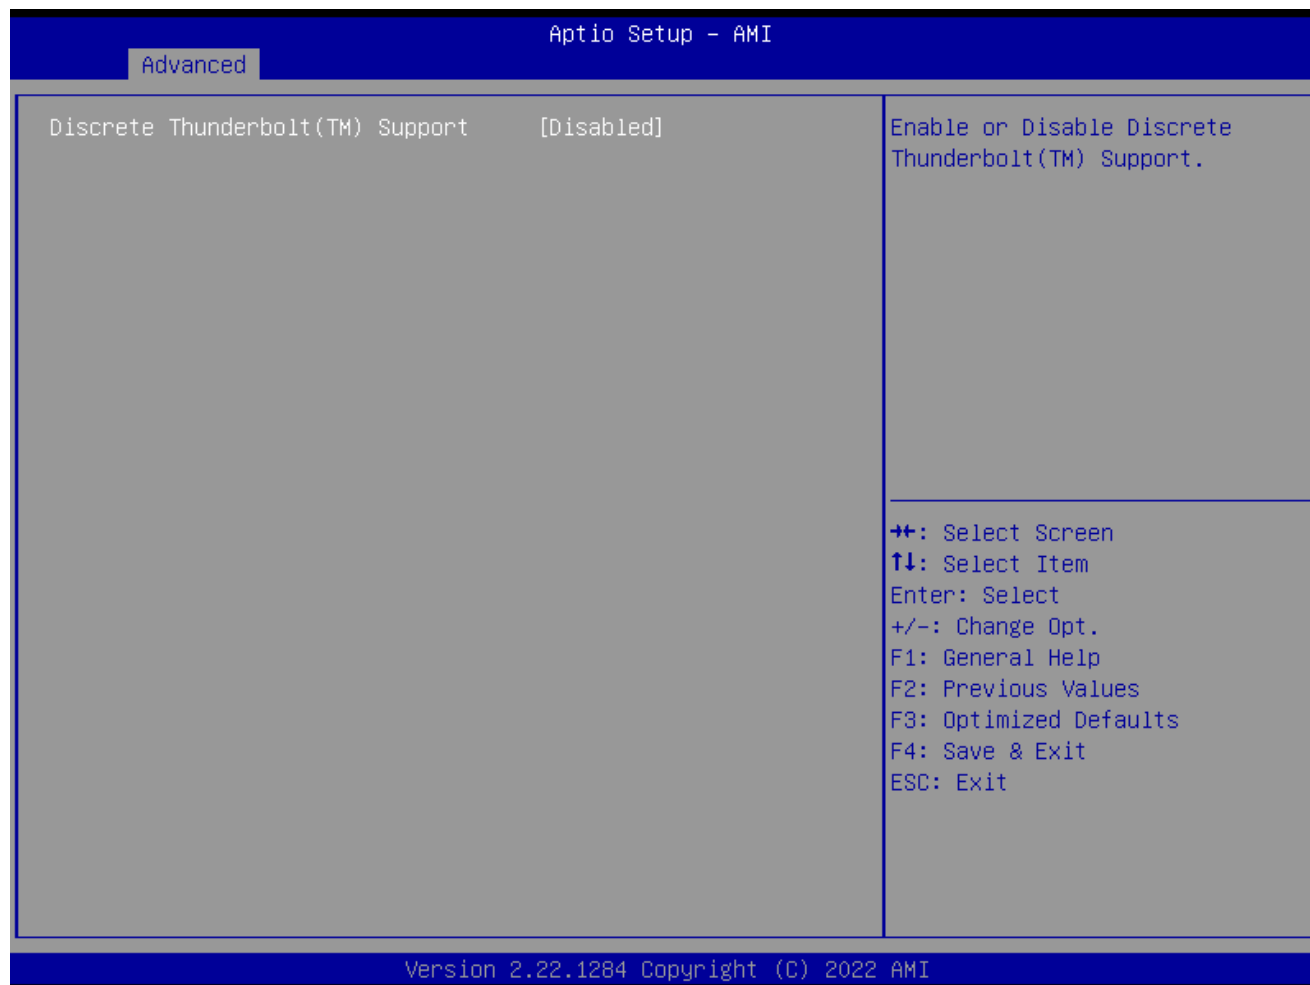 Aptio Setup – AMI
Advanced
Discrete Thunderbolt(TM) Support [Disabled]
Enable or Disable Discrete
Thunderbolt(TM) Support.
→←: Select Screen
↑↓: Select Item
Enter: Select
+/-: Change Opt.
F1: General Help
F2: Previous Values
F3: Optimized Defaults
F4: Save & Exit
ESC: Exit
Version 2.22.1284 Copyright (C) 2022 AMI